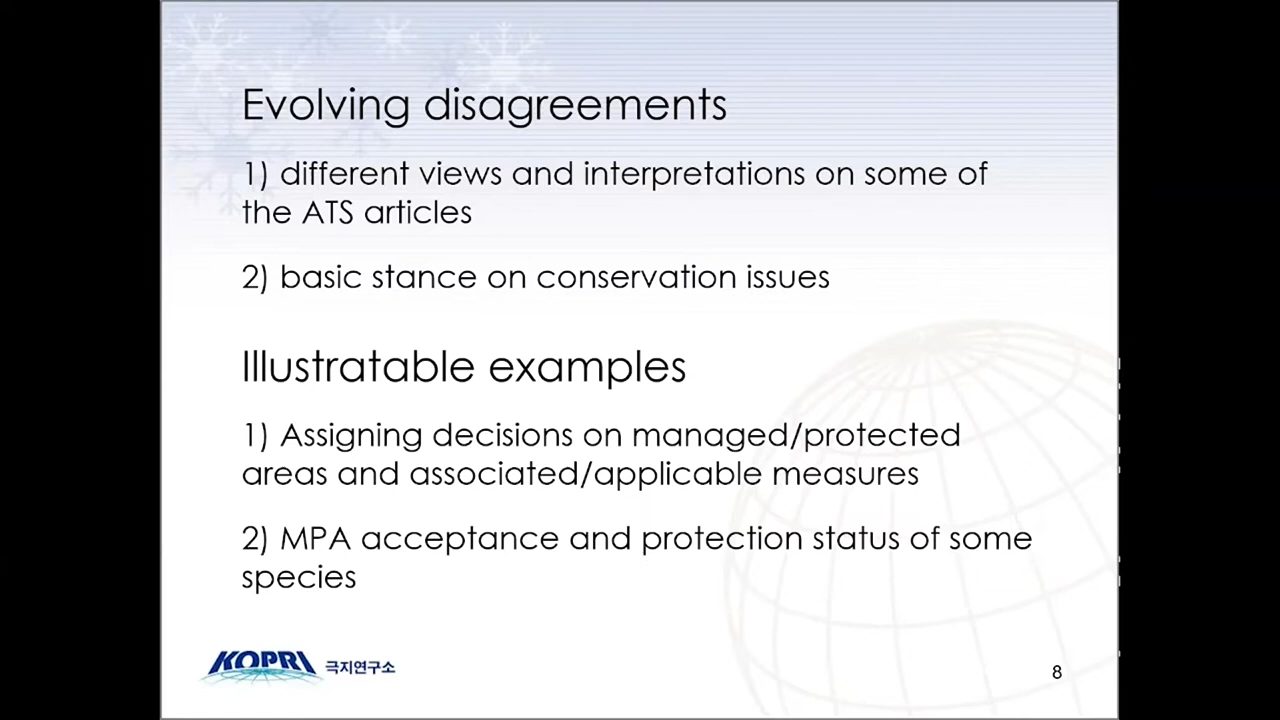 Evolving disagreements
1) different views and interpretations on some of
the ATS articles
2) basic stance on conservation issues
Illustratable examples
1) Assigning decisions on managed/protected
areas and associated/applicable measures
2) MPA acceptance and protection status of some
species
KOPRI 극지연구소
8